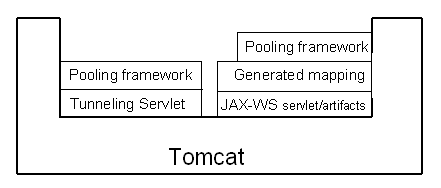 Pooling framework
Pooling framework
Generated mapping
Tunneling Servlet
JAX-WS servlet/artifacts
Tomcat